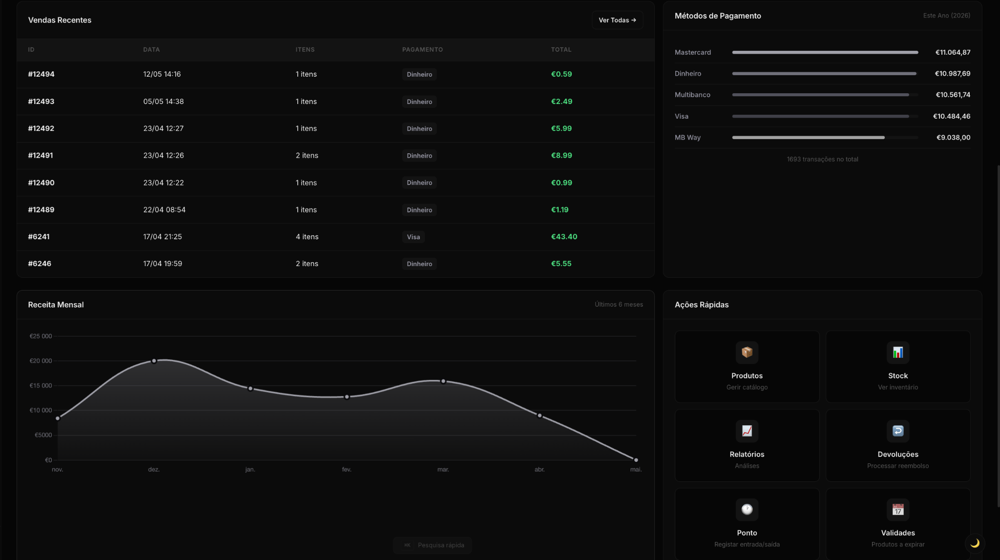 Vendas Recentes
Ver Todas →
ID DATA ITENS PAGAMENTO TOTAL
#12494 12/05 14:16 1 itens Dinheiro €0.59
#12493 05/05 14:38 1 itens Dinheiro €2.49
#12492 23/04 12:27 1 itens Dinheiro €5.99
#12491 23/04 12:26 2 itens Dinheiro €8.99
#12490 23/04 12:22 1 itens Dinheiro €0.99
#12489 22/04 08:54 1 itens Dinheiro €1.19
#6241 17/04 21:25 4 itens Visa €43.40
#6246 17/04 19:59 2 itens Dinheiro €5.55
Métodos de Pagamento
Este Ano (2026)
Mastercard €11.064,87
Dinheiro €10.987,69
Multibanco €10.561,74
Visa €10.484,46
MB Way €9.038,00
1693 transações no total
Receita Mensal
Últimos 6 meses
€25 000
€20 000
€15 000
€10 000
€5000
€0
nov. dez. jan. fev. mar. abr. mai.
⌘K Pesquisa rápida
Ações Rápidas
Produtos
Gerir catálogo
Stock
Ver inventário
Relatórios
Análises
Devoluções
Processar reembolso
Ponto
Registar entrada/saída
17
Validades
Produtos a expirar